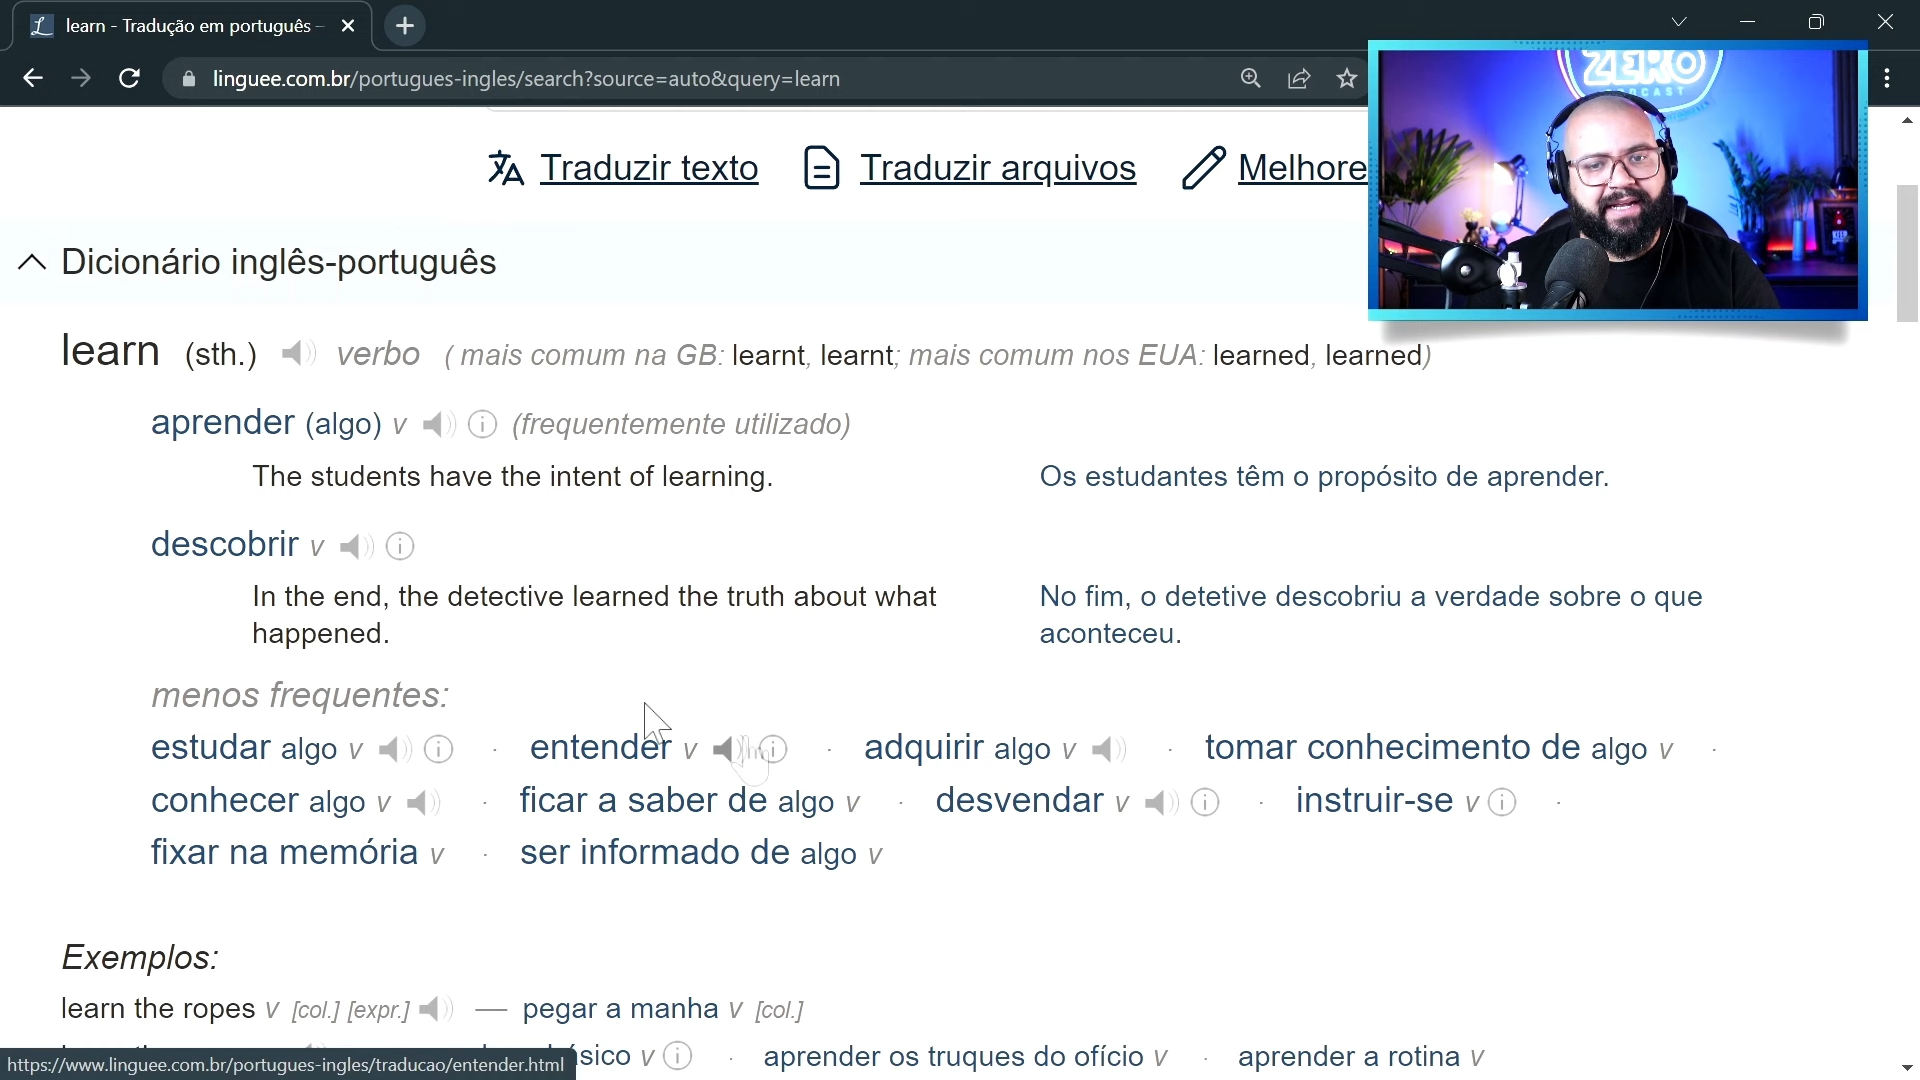 learn - Tradução em português -
linguee.com.br/portugues-ingles/search?source=auto&query=learn
ZERO
PODCAST
Traduzir texto
Traduzir arquivos
Melhore
Dicionário inglês-português
learn (sth.) verbo ( mais comum na GB: learnt, learnt; mais comum nos EUA: learned, learned)
aprender (algo) v (frequentemente utilizado)
The students have the intent of learning. Os estudantes têm o propósito de aprender.
descobrir v
In the end, the detective learned the truth about what No fim, o detetive descobriu a verdade sobre o que
happened. aconteceu.
menos frequentes:
estudar algo v · entender v · adquirir algo v · tomar conhecimento de algo v ·
conhecer algo v · ficar a saber de algo v · desvendar v · instruir-se v ·
fixar na memória v · ser informado de algo v
Exemplos:
learn the ropes v [col.] [expr.] — pegar a manha v [col.]
v · aprender os truques do ofício v · aprender a rotina v
https://www.linguee.com.br/portugues-ingles/traducao/entender.html